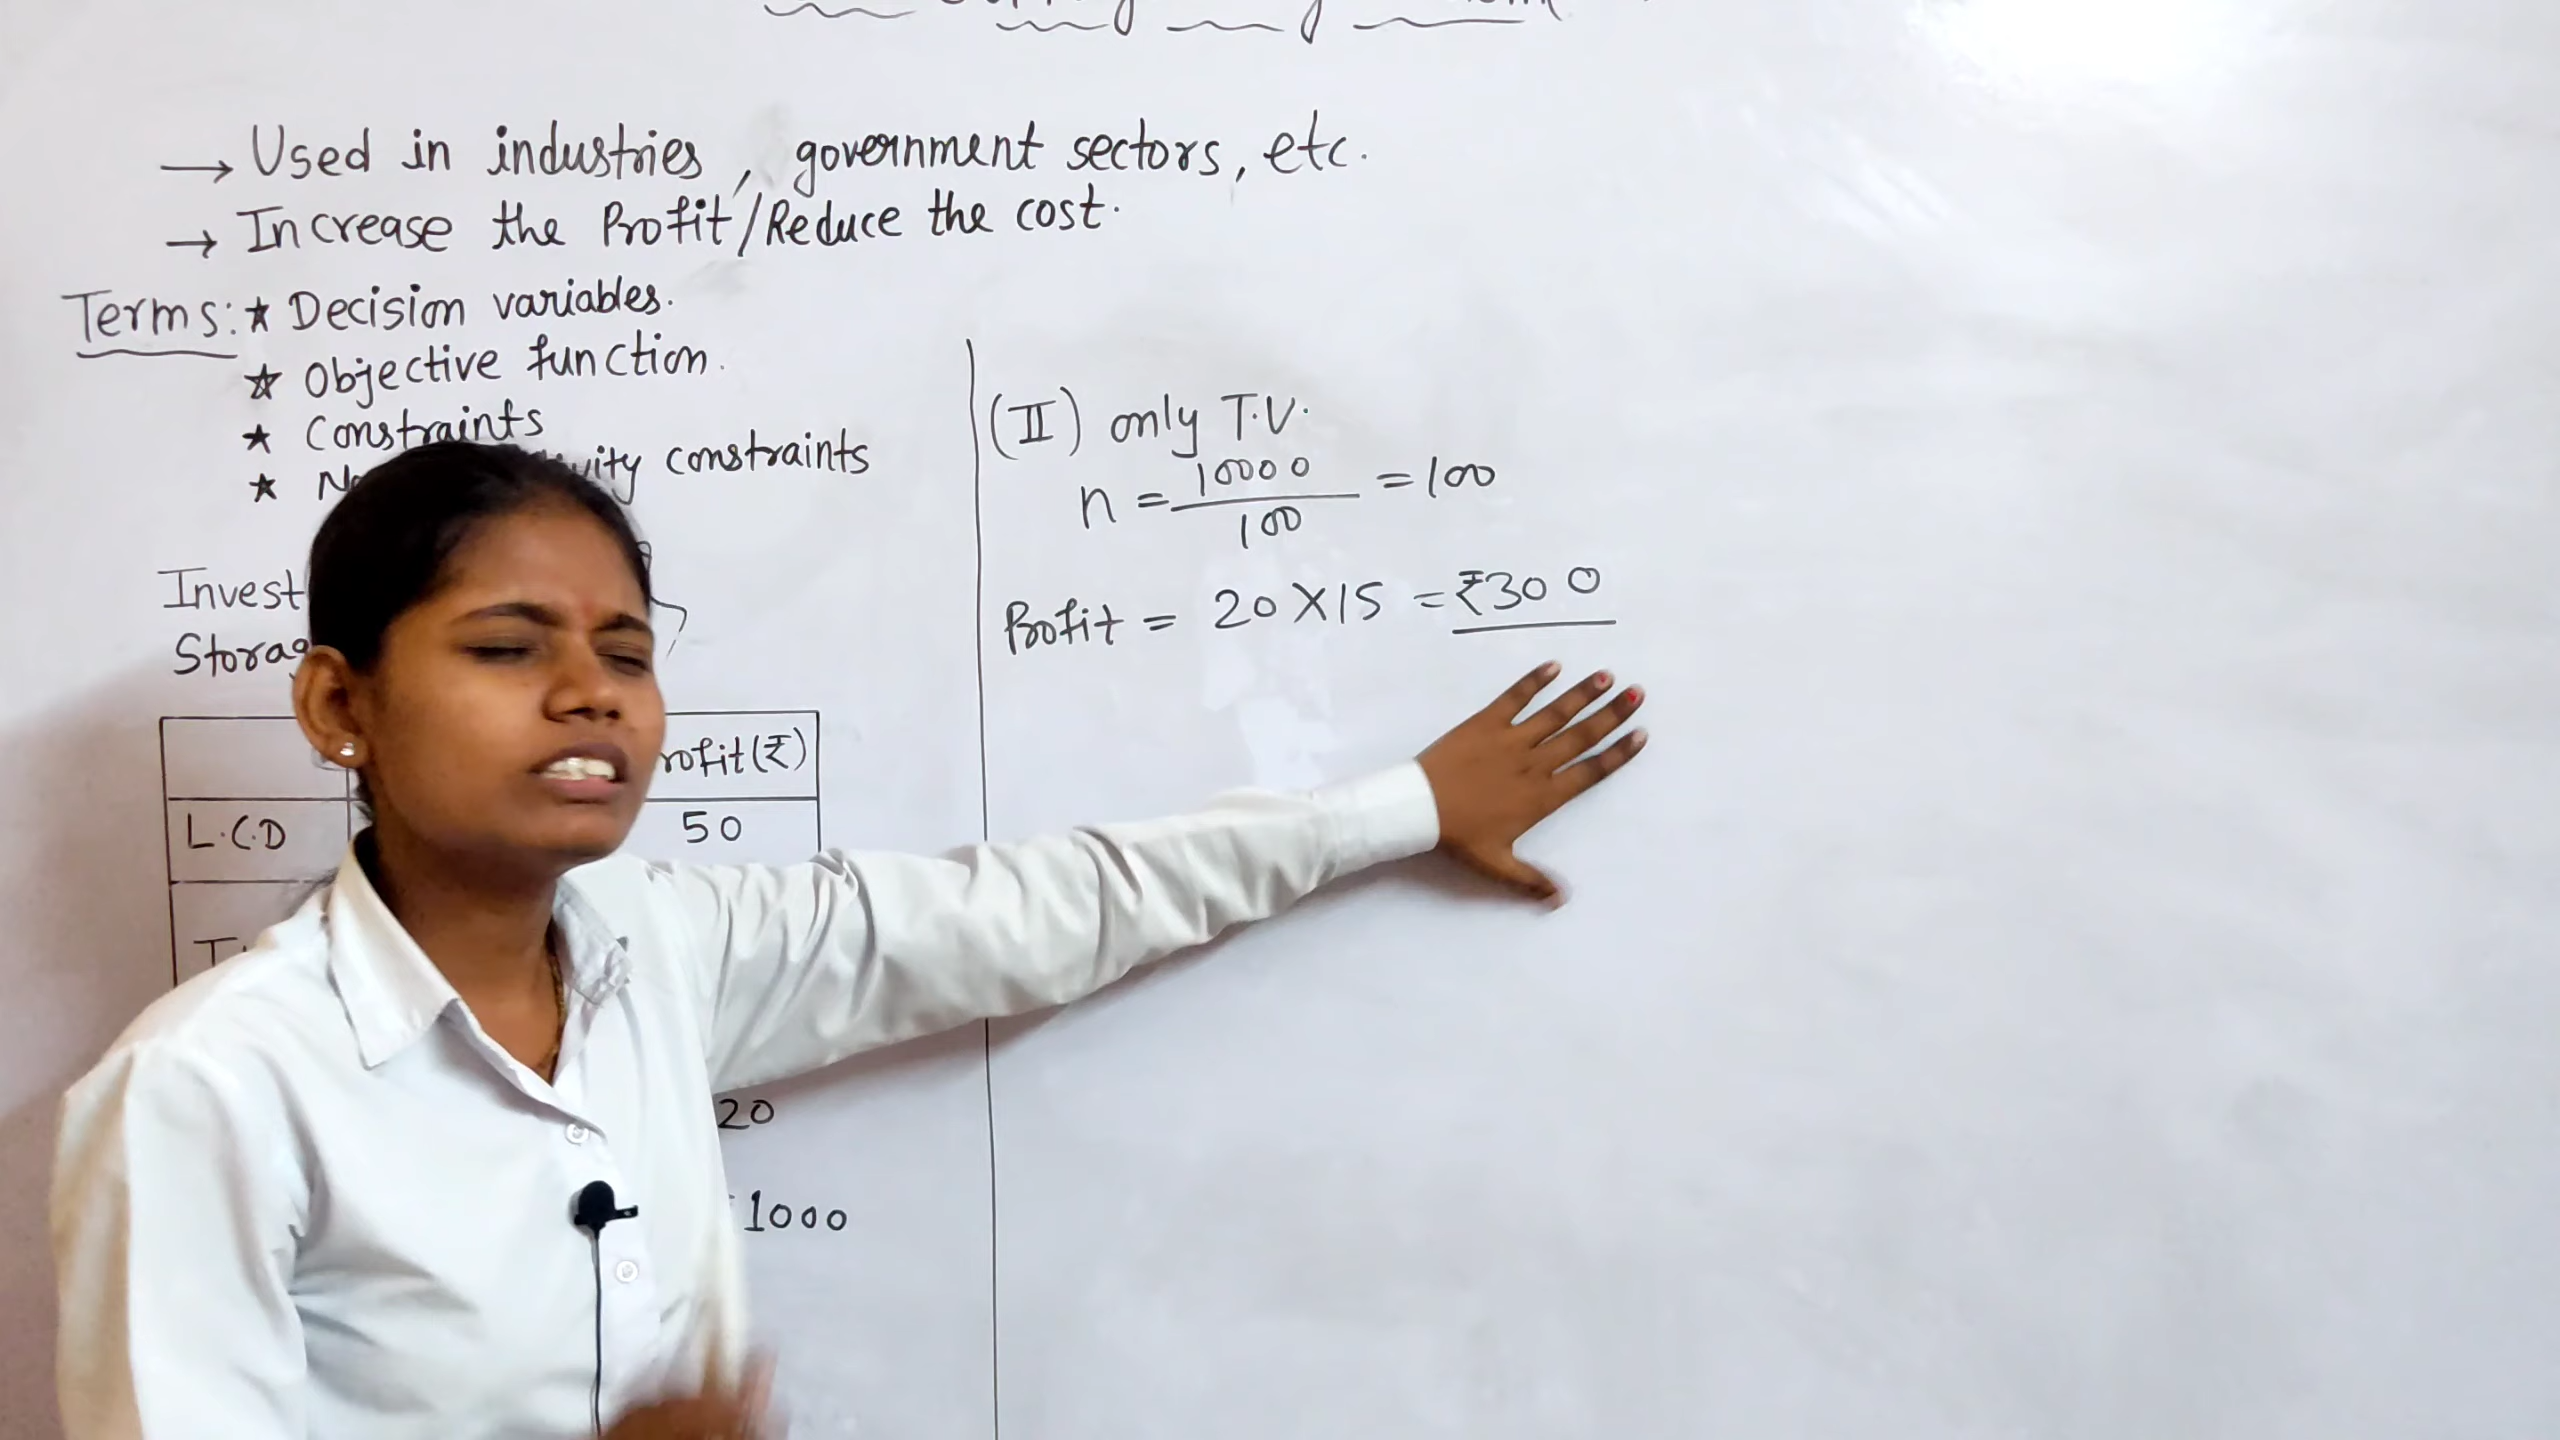 → Used in industries, government sectors, etc.
→ Increase the Profit/Reduce the cost.
Terms: ★ Decision variables.
★ Objective function.
★ Constraints
★ constraints
Invest
Storag
rofit (₹)
L.C.D 50
20
1000
(II) only T.V.
n = 10000 / 100 = 100
Profit = 20 X 15 = ₹300